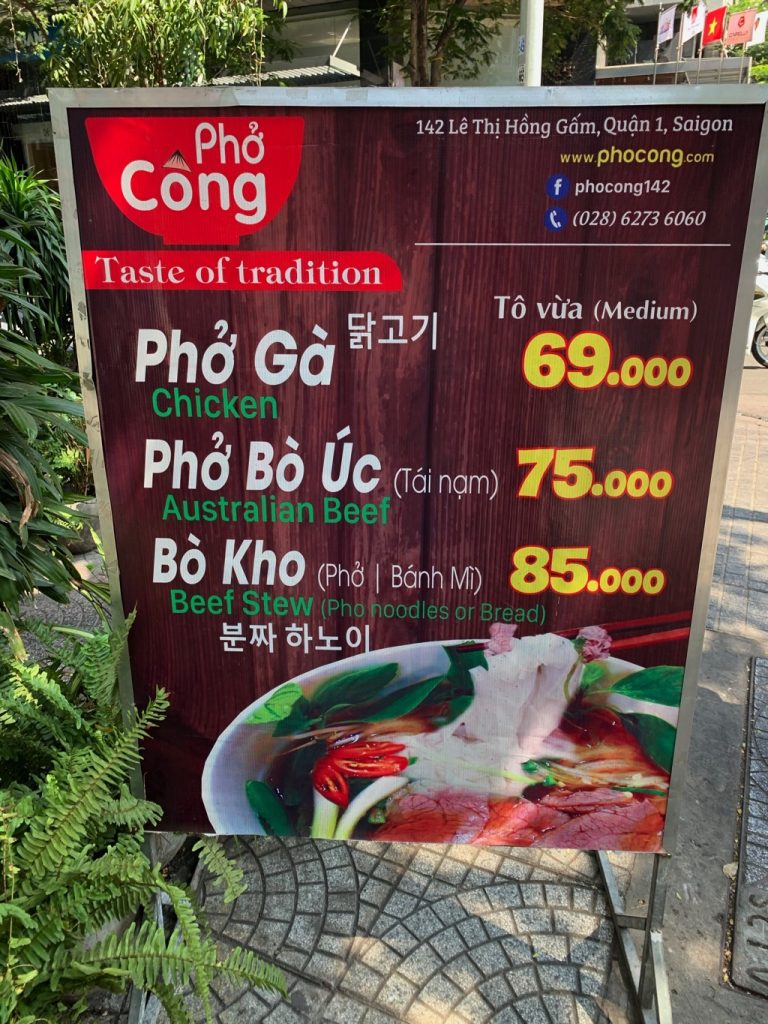 Phở
Công
142 Lê Thị Hồng Gấm, Quận 1, Saigon
www.phocong.com
f phocong142
(028) 6273 6060
Taste of tradition
Tô vừa (Medium)
Phở Gà 닭고기 69.000
Chicken
Phở Bò Úc (Tái nạm) 75.000
Australian Beef
Bò Kho (Phở | Bánh Mì) 85.000
Beef Stew (Pho noodles or Bread)
분짜 하노이